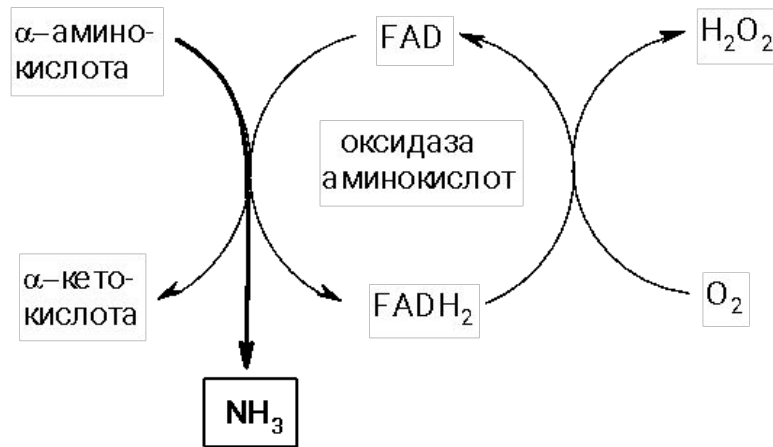 α–амино-
кислота
FAD
H₂O₂
оксидаза
аминокислот
α–кето-
кислота
FADH₂
O₂
NH₃